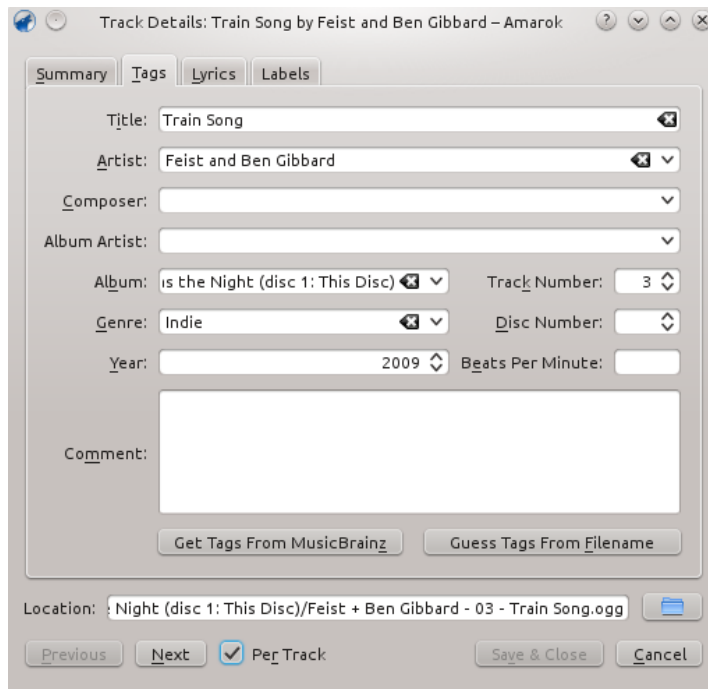 Track Details: Train Song by Feist and Ben Gibbard – Amarok
Summary Tags Lyrics Labels
Title: Train Song
Artist: Feist and Ben Gibbard
Composer:
Album Artist:
Album: is the Night (disc 1: This Disc) Track Number: 3
Genre: Indie Disc Number:
Year: 2009 Beats Per Minute:
Comment:
Get Tags From MusicBrainz Guess Tags From Filename
Location: Night (disc 1: This Disc)/Feist + Ben Gibbard - 03 - Train Song.ogg
Previous Next Per Track Save & Close Cancel